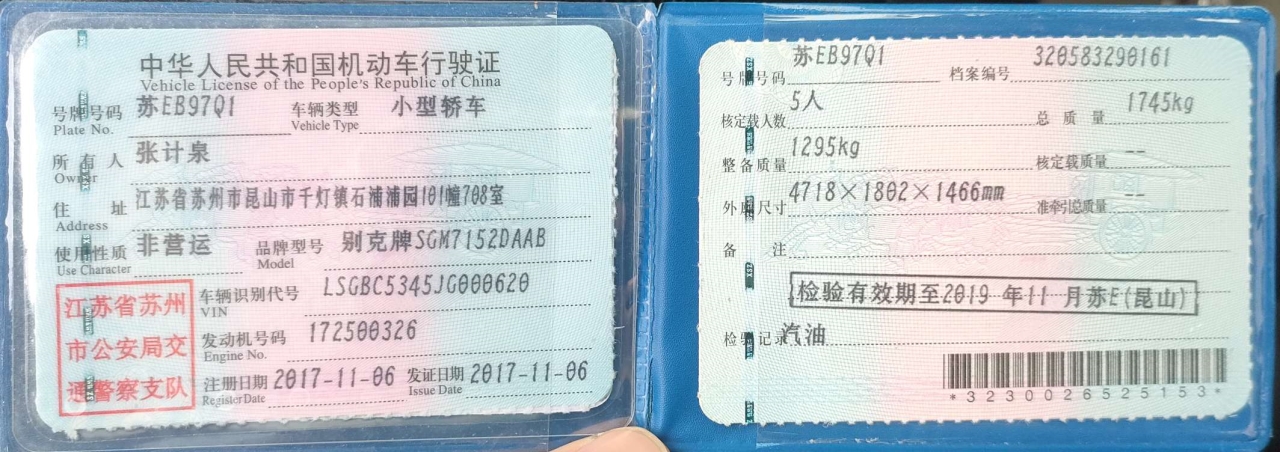 中华人民共和国机动车行驶证
Vehicle License of the People's Republic of China
号牌号码 苏EB97Q1 车辆类型 小型轿车
Plate No. Vehicle Type
所有人 张计泉
Owner
住址 江苏省苏州市昆山市千灯镇石浦浦园101幢708室
Address
使用性质 非营运 品牌型号 别克牌SGM7152DAAB
Use Character Model
车辆识别代号 LSGBC5345JG000620
VIN
发动机号码 172500326
Engine No.
注册日期 2017-11-06 发证日期 2017-11-06
Register Date Issue Date
江苏省苏州
市公安局交
通警察支队
号牌号码 苏EB97Q1 档案编号 320583290161
核定载人数 5人 总质量 1745kg
整备质量 1295kg 核定载质量 --
外廓尺寸 4718×1802×1466mm 准牵引总质量 --
备注
检验有效期至2019 年11 月苏E(昆山)
检验记录 汽油
*3230026525153*